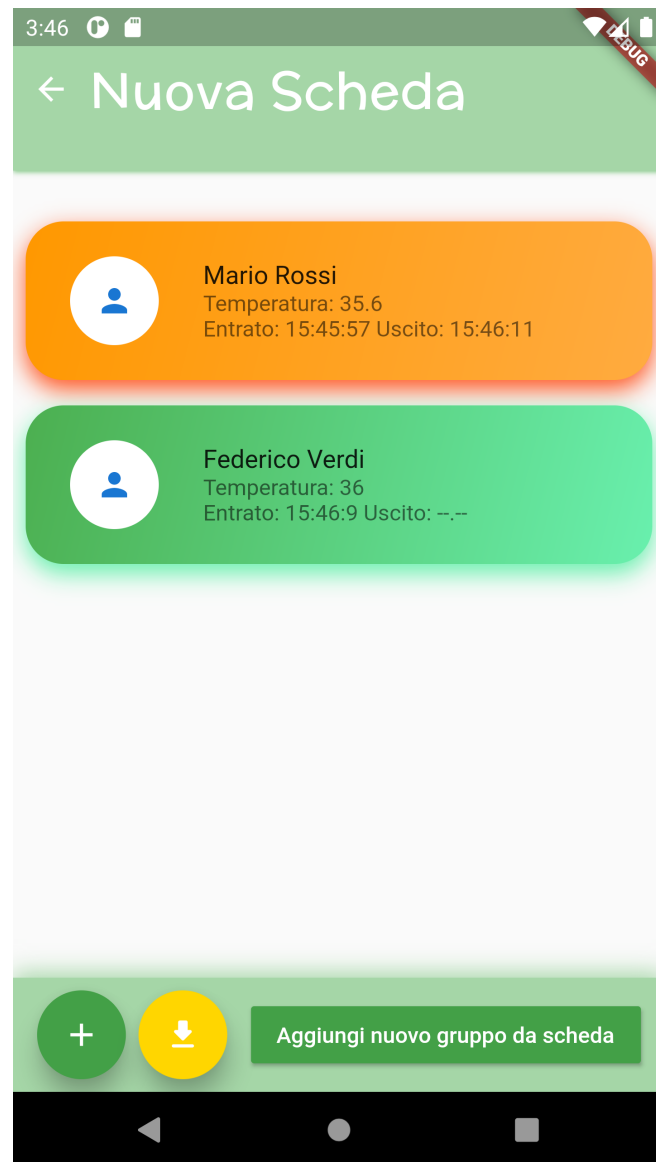 3:46
DEBUG
Nuova Scheda
Mario Rossi
Temperatura: 35.6
Entrato: 15:45:57 Uscito: 15:46:11
Federico Verdi
Temperatura: 36
Entrato: 15:46:9 Uscito: --.--
Aggiungi nuovo gruppo da scheda